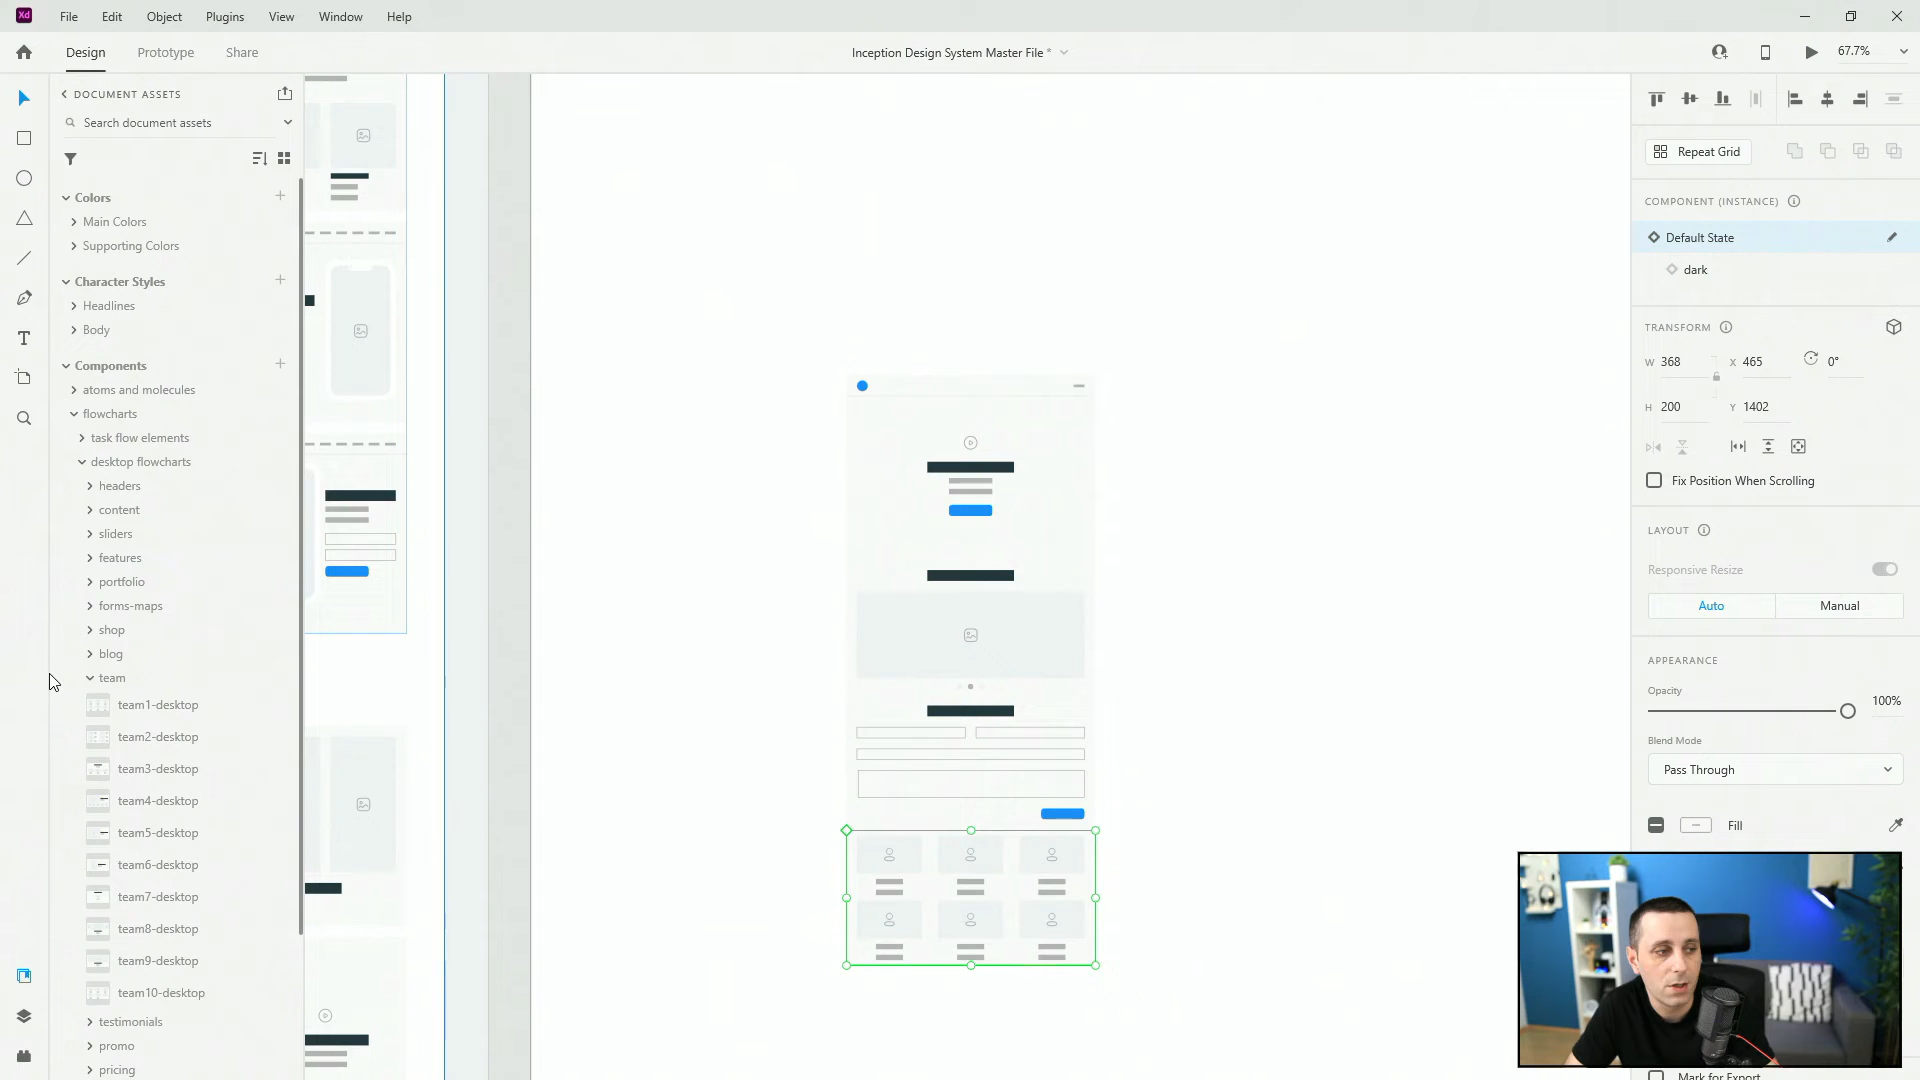 Xd
File
Edit
Object
Plugins
View
Window
Help
Design
Prototype
Share
Inception Design System Master File *
67.7%
DOCUMENT ASSETS
Search document assets
Colors
Main Colors
Supporting Colors
Character Styles
Headlines
Body
Components
atoms and molecules
flowcharts
task flow elements
desktop flowcharts
headers
content
sliders
features
portfolio
forms-maps
shop
blog
team
team1-desktop
team2-desktop
team3-desktop
team4-desktop
team5-desktop
team6-desktop
team7-desktop
team8-desktop
team9-desktop
team10-desktop
testimonials
promo
pricing
Repeat Grid
COMPONENT (INSTANCE)
Default State
dark
TRANSFORM
W 368
X 465
0°
H 200
Y 1402
Fix Position When Scrolling
LAYOUT
Responsive Resize
Auto
Manual
APPEARANCE
Opacity
100%
Blend Mode
Pass Through
Fill
Mark for Export